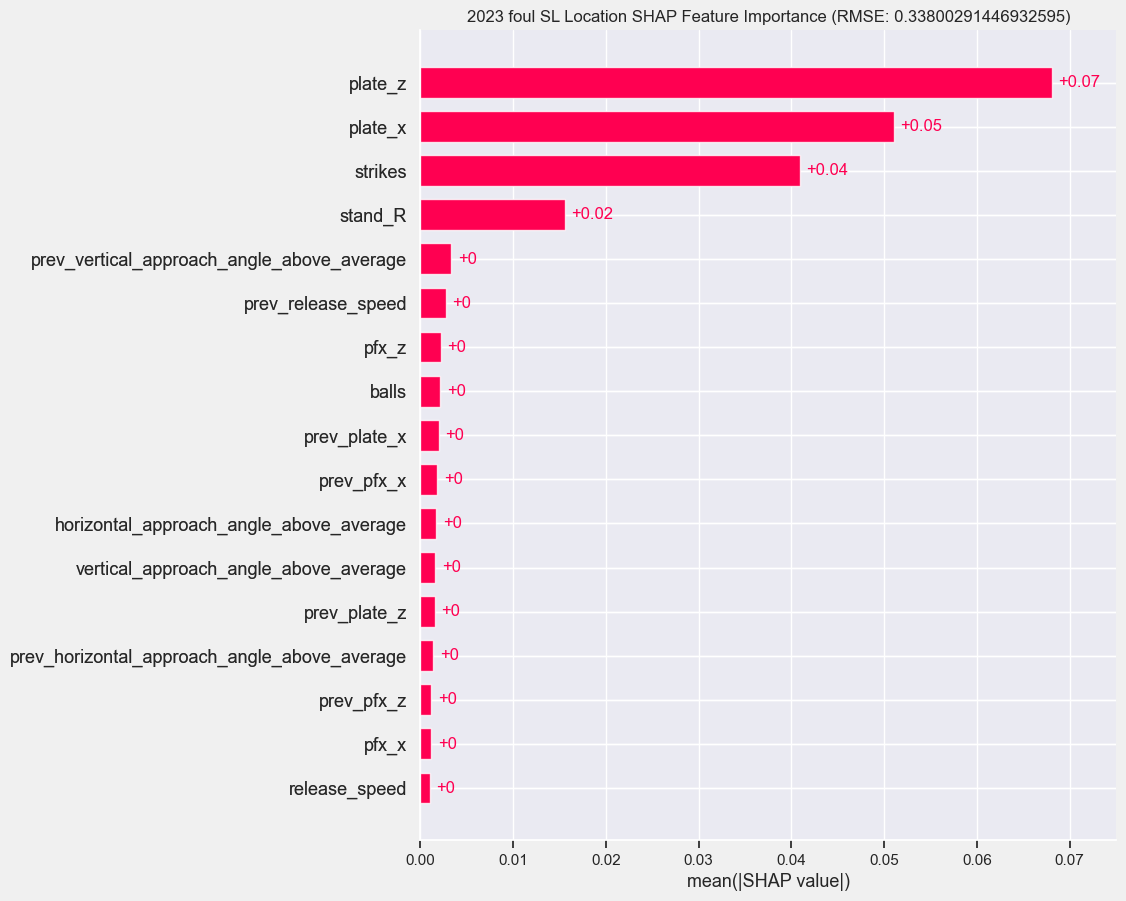 2023 foul SL Location SHAP Feature Importance (RMSE: 0.33800291446932595)
plate_z +0.07
plate_x +0.05
strikes +0.04
stand_R +0.02
prev_vertical_approach_angle_above_average +0
prev_release_speed +0
pfx_z +0
balls +0
prev_plate_x +0
prev_pfx_x +0
horizontal_approach_angle_above_average +0
vertical_approach_angle_above_average +0
prev_plate_z +0
prev_horizontal_approach_angle_above_average +0
prev_pfx_z +0
pfx_x +0
release_speed +0
0.00 0.01 0.02 0.03 0.04 0.05 0.06 0.07
mean(|SHAP value|)